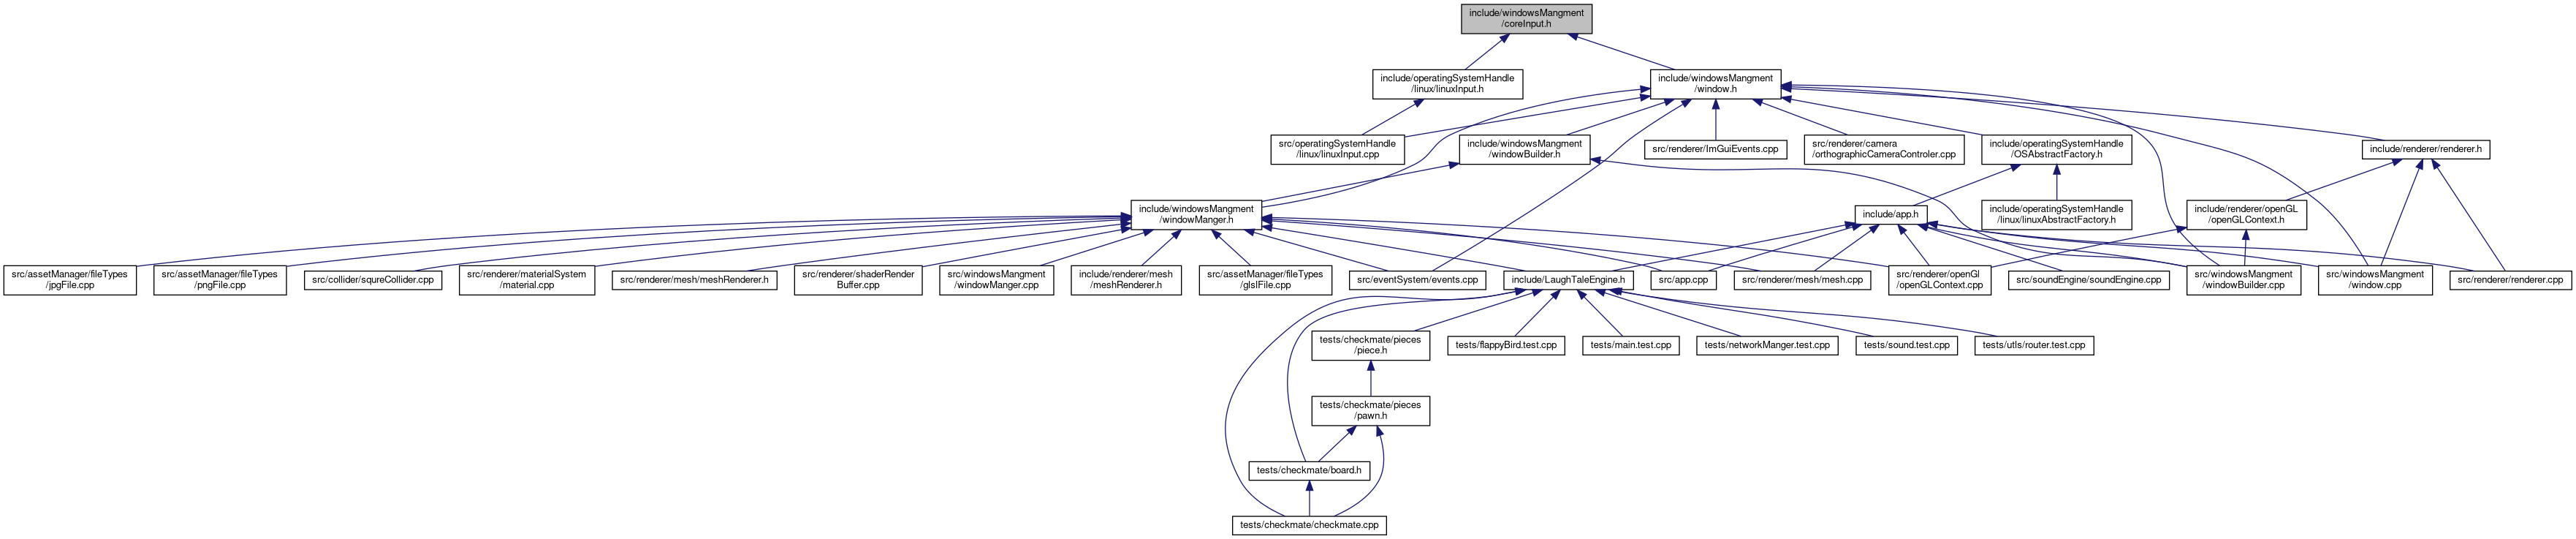 include/windowsMangment
/coreInput.h
include/operatingSystemHandle
/linux/linuxInput.h
include/windowsMangment
/window.h
src/operatingSystemHandle
/linux/linuxInput.cpp
include/windowsMangment
/windowBuilder.h
src/renderer/ImGuiEvents.cpp
src/renderer/camera
/orthographicCameraControler.cpp
include/operatingSystemHandle
/OSAbstractFactory.h
include/renderer/renderer.h
include/windowsMangment
/windowManger.h
include/app.h
include/operatingSystemHandle
/linux/linuxAbstractFactory.h
include/renderer/openGL
/openGLContext.h
src/assetManager/fileTypes
/jpgFile.cpp
src/assetManager/fileTypes
/pngFile.cpp
src/collider/squreCollider.cpp
src/renderer/materialSystem
/material.cpp
src/renderer/mesh/meshRenderer.h
src/renderer/shaderRender
Buffer.cpp
src/windowsMangment
/windowManger.cpp
include/renderer/mesh
/meshRenderer.h
src/assetManager/fileTypes
/glslFile.cpp
src/eventSystem/events.cpp
include/LaughTaleEngine.h
src/app.cpp
src/renderer/mesh/mesh.cpp
src/renderer/openGl
/openGLContext.cpp
src/soundEngine/soundEngine.cpp
src/windowsMangment
/windowBuilder.cpp
src/windowsMangment
/window.cpp
src/renderer/renderer.cpp
tests/checkmate/pieces
/piece.h
tests/flappyBird.test.cpp
tests/main.test.cpp
tests/networkManger.test.cpp
tests/sound.test.cpp
tests/utls/router.test.cpp
tests/checkmate/pieces
/pawn.h
tests/checkmate/board.h
tests/checkmate/checkmate.cpp